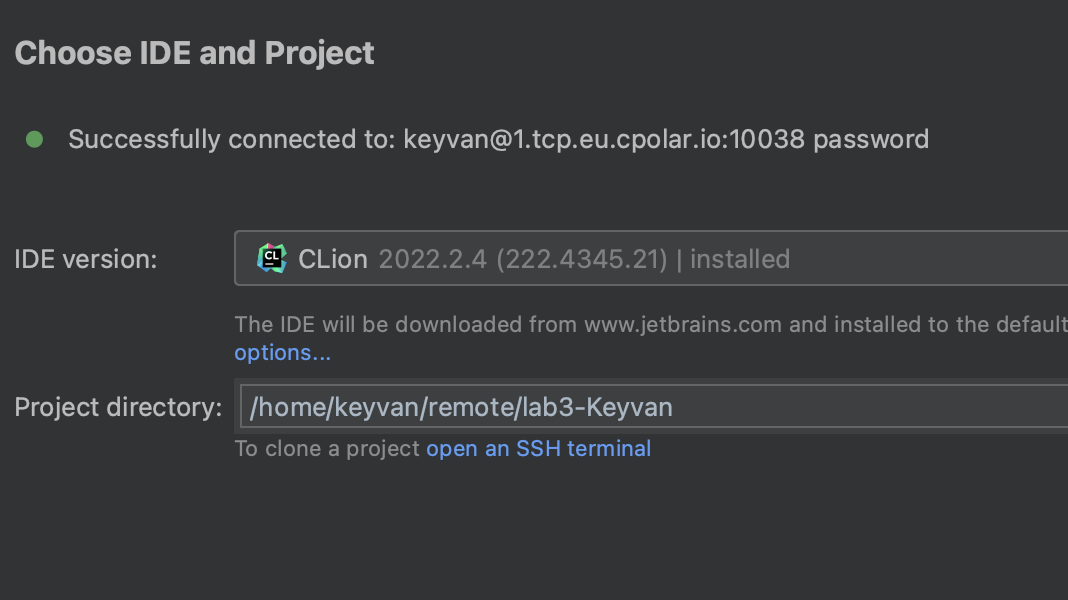 Choose IDE and Project
Successfully connected to: keyvan@1.tcp.eu.cpolar.io:10038 password
IDE version:
CL CLion 2022.2.4 (222.4345.21) | installed
The IDE will be downloaded from www.jetbrains.com and installed to the default
options...
Project directory: /home/keyvan/remote/lab3-Keyvan
To clone a project open an SSH terminal